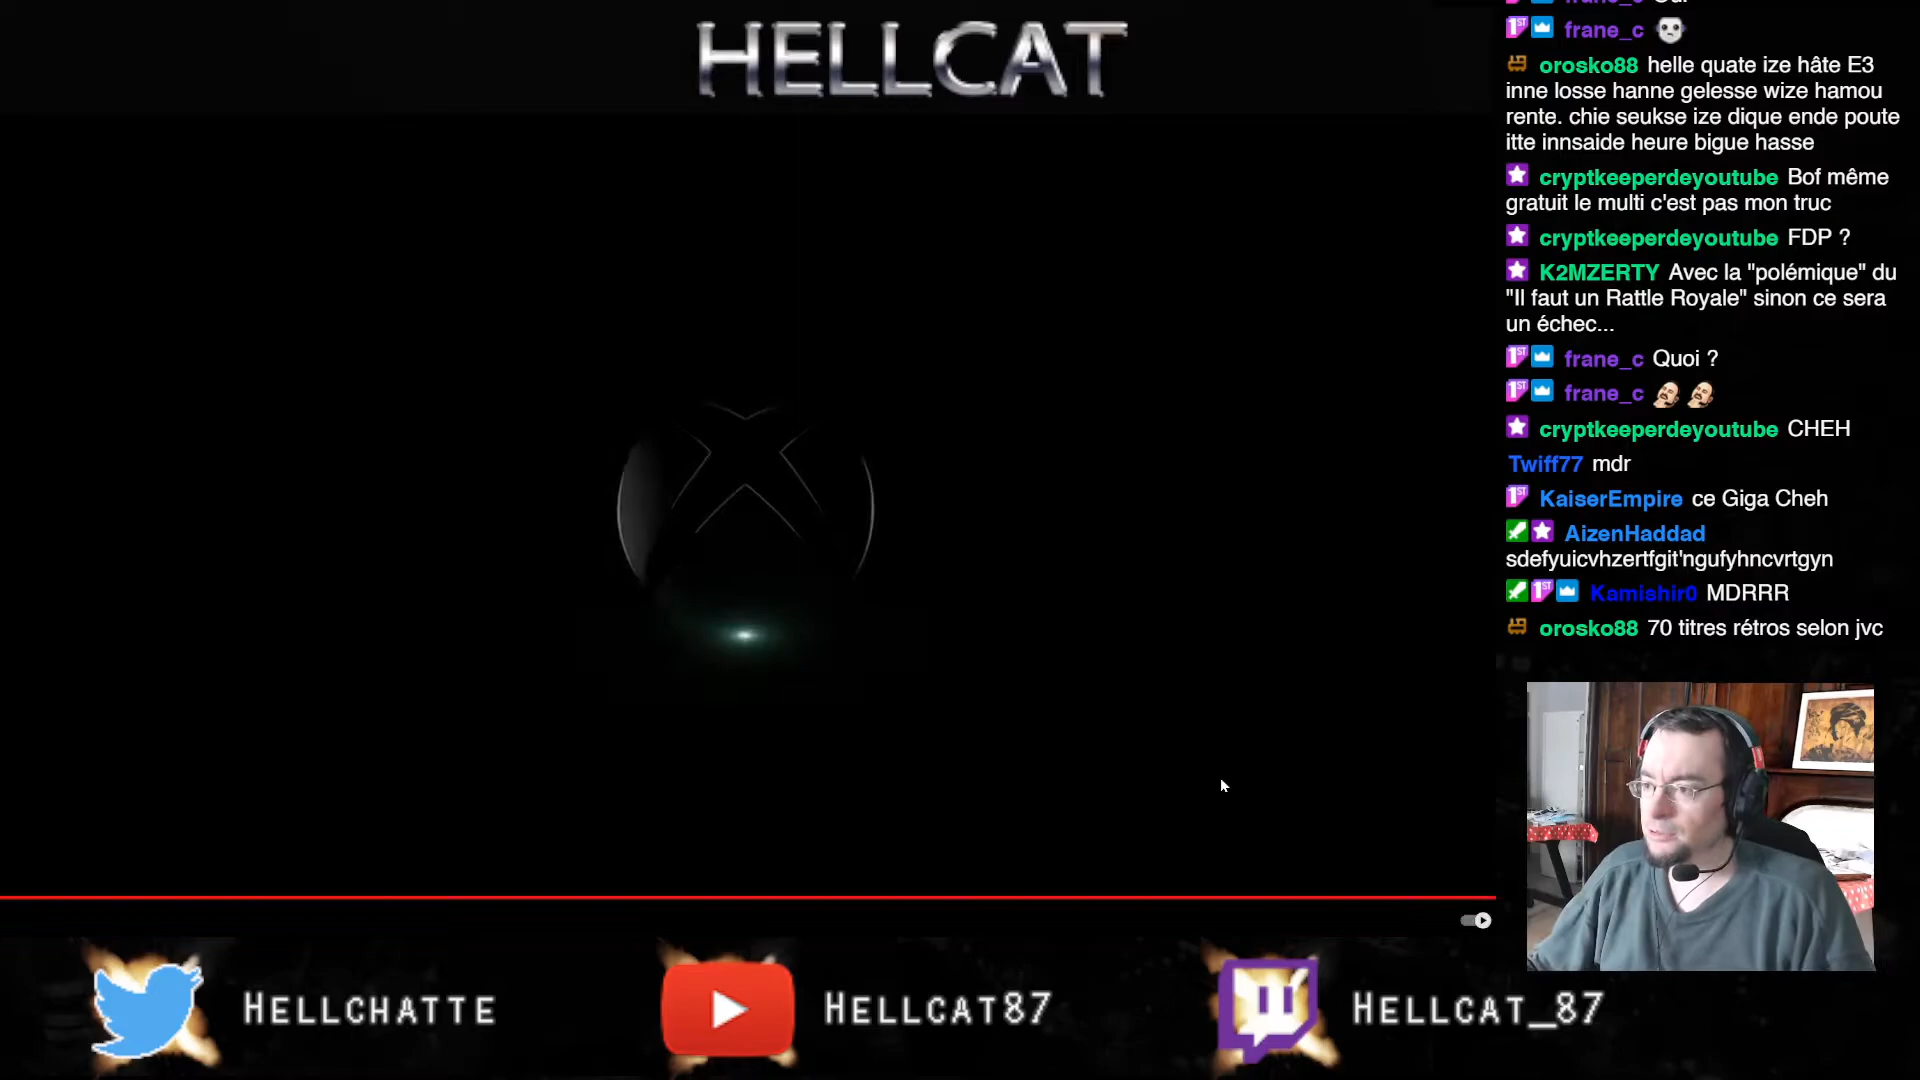 HELLCAT
frane_c
orosko88 helle quate ize hâte E3
inne losse hanne gelesse wize hamou
rente. chie seukse ize dique ende poute
itte innsaide heure bigue hasse
cryptkeeperdeyoutube Bof même
gratuit le multi c'est pas mon truc
cryptkeeperdeyoutube FDP ?
K2MZERTY Avec la "polémique" du
"Il faut un Rattle Royale" sinon ce sera
un échec...
1ST frane_c Quoi ?
1ST frane_c
cryptkeeperdeyoutube CHEH
Twiff77 mdr
1ST KaiserEmpire ce Giga Cheh
AizenHaddad
sdefyuicvhzertfgit'ngufyhncvrtgyn
1ST Kamishir0 MDRRR
orosko88 70 titres rétros selon jvc
HELLCHATTE
HELLCAT87
HELLCAT_87